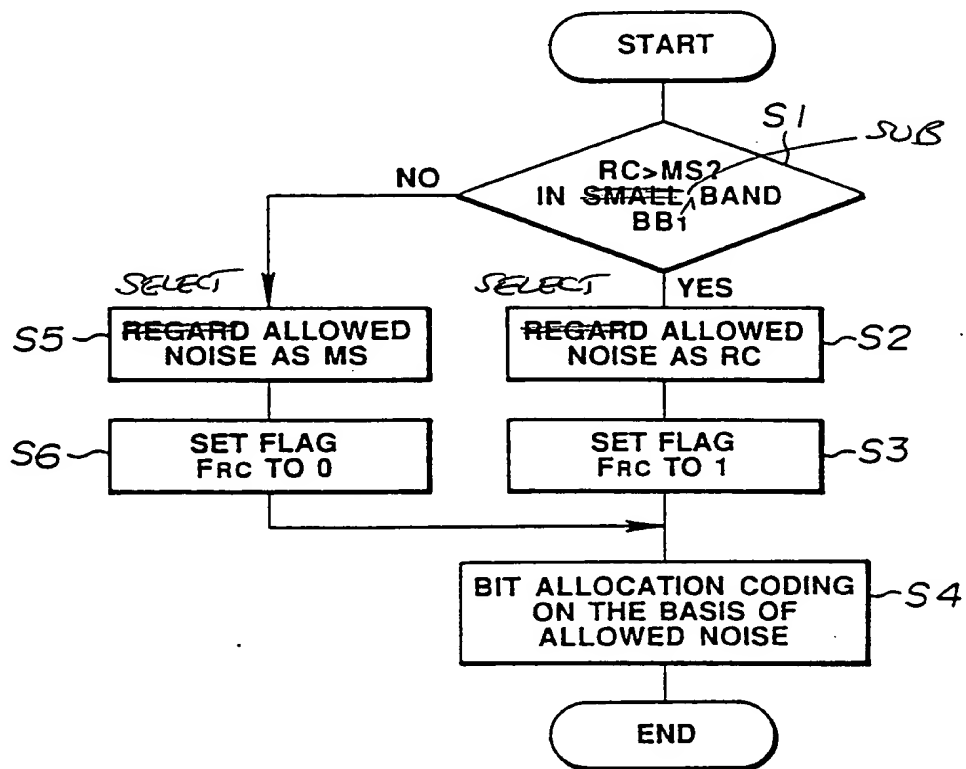 START
S1
SUB
RC>MS?
IN SMALL BAND
BB1
NO
YES
SELECT
REGARD ALLOWED
NOISE AS MS
S5
SELECT
REGARD ALLOWED
NOISE AS RC
S2
SET FLAG
FRC TO 0
S6
SET FLAG
FRC TO 1
S3
BIT ALLOCATION CODING
ON THE BASIS OF
ALLOWED NOISE
S4
END